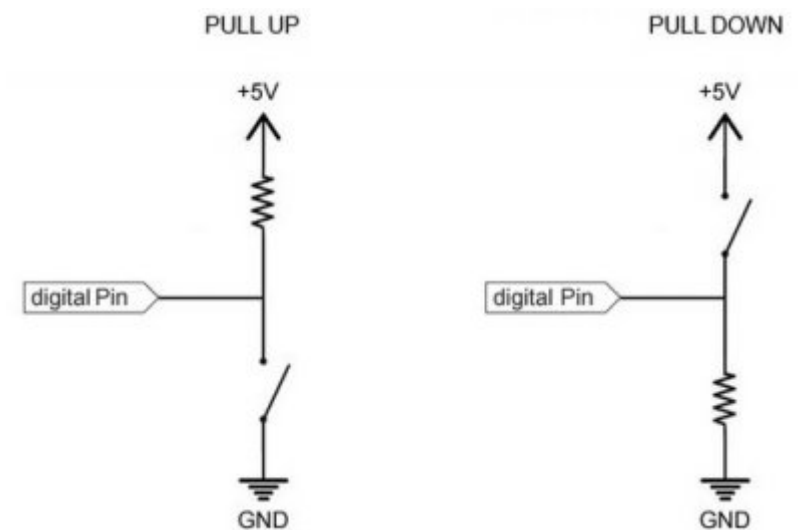 PULL UP
+5V
digital Pin
GND
PULL DOWN
+5V
digital Pin
GND